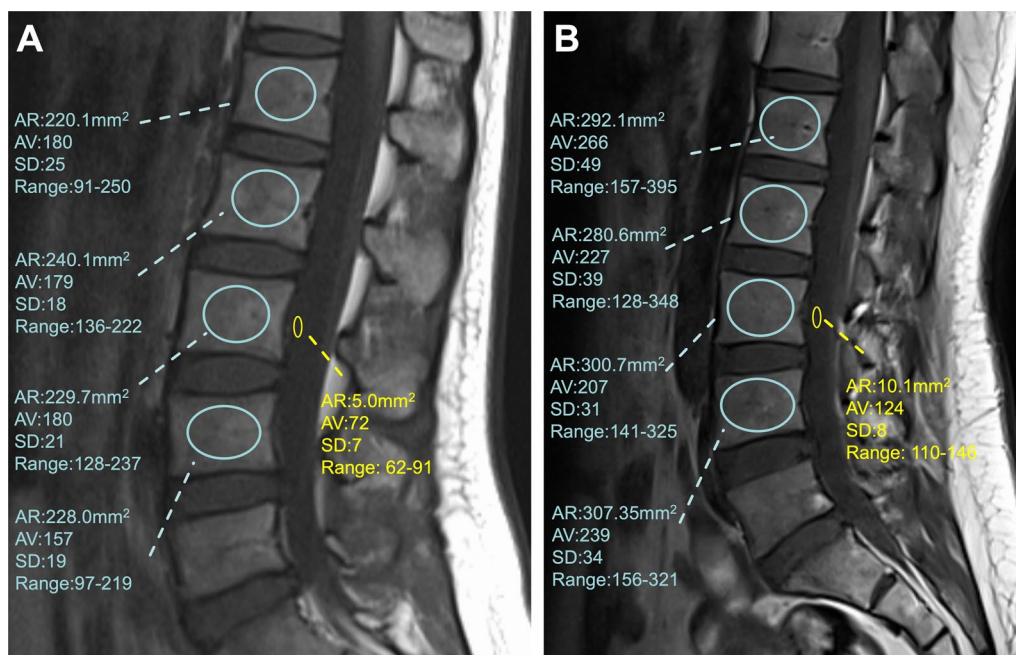 A
AR:220.1mm²
AV:180
SD:25
Range:91-250
AR:240.1mm²
AV:179
SD:18
Range:136-222
AR:229.7mm²
AV:180
SD:21
Range:128-237
AR:228.0mm²
AV:157
SD:19
Range:97-219
AR:5.0mm²
AV:72
SD:7
Range: 62-91
B
AR:292.1mm²
AV:266
SD:49
Range:157-395
AR:280.6mm²
AV:227
SD:39
Range:128-348
AR:300.7mm²
AV:207
SD:31
Range:141-325
AR:307.35mm²
AV:239
SD:34
Range:156-321
AR:10.1mm²
AV:124
SD:8
Range: 110-146